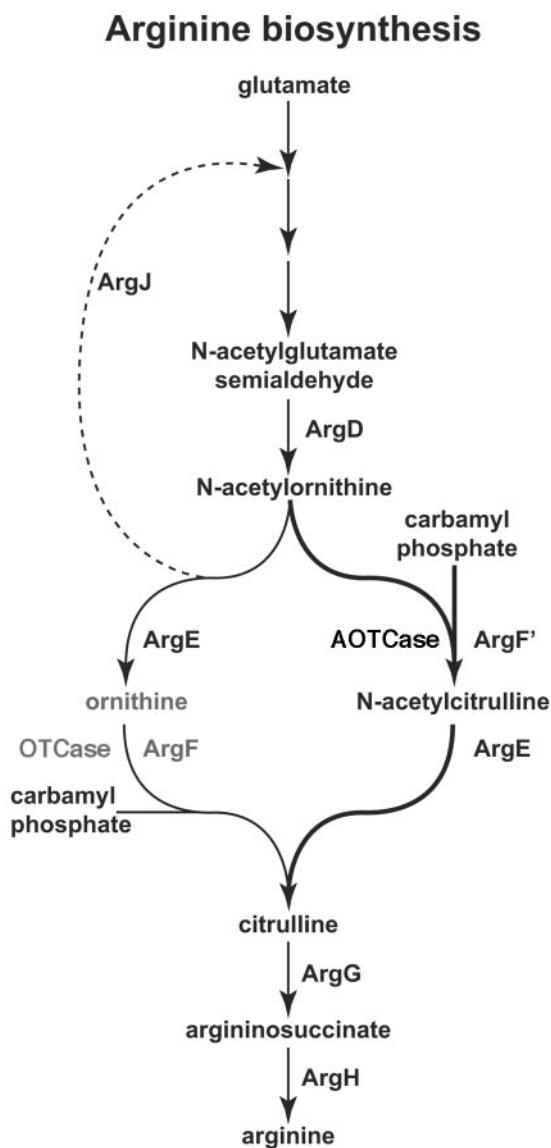 Arginine biosynthesis
glutamate
ArgJ
N-acetylglutamate
semialdehyde
ArgD
N-acetylornithine
carbamyl
phosphate
ArgE
AOTCase
ArgF’
ornithine
N-acetylcitrulline
OTCase
ArgF
ArgE
carbamyl
phosphate
citrulline
ArgG
argininosuccinate
ArgH
arginine